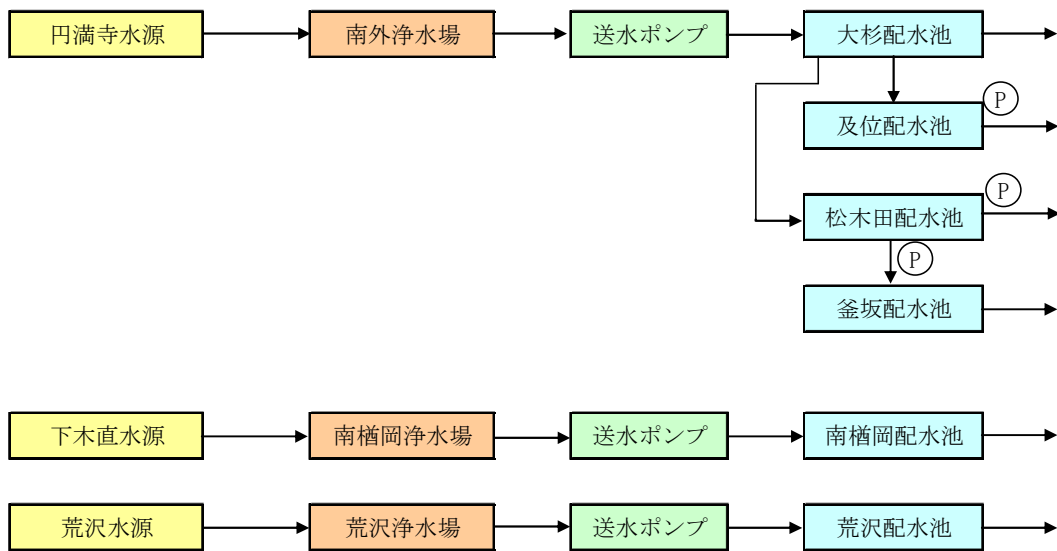 円満寺水源
南外浄水場
送水ポンプ
大杉配水池
P
及位配水池
P
松木田配水池
P
釜坂配水池
下木直水源
南楢岡浄水場
送水ポンプ
南楢岡配水池
荒沢水源
荒沢浄水場
送水ポンプ
荒沢配水池